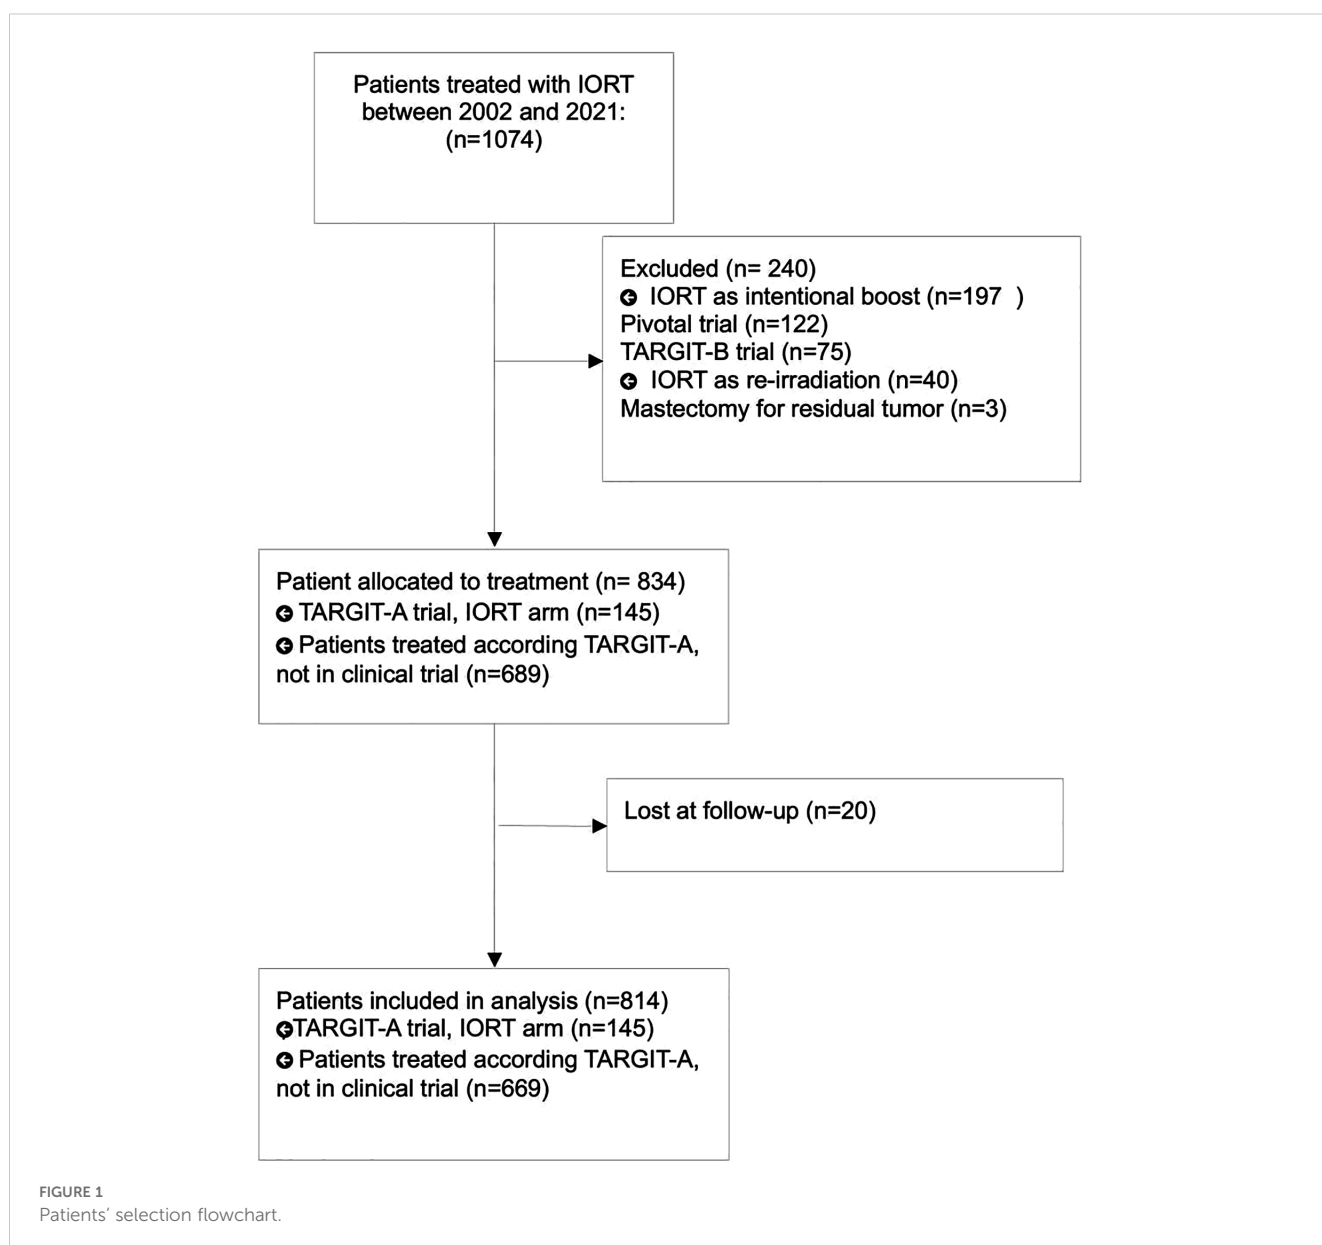 Patients treated with IORT
between 2002 and 2021:
(n=1074)
Excluded (n= 240)
IORT as intentional boost (n=197 )
Pivotal trial (n=122)
TARGIT-B trial (n=75)
IORT as re-irradiation (n=40)
Mastectomy for residual tumor (n=3)
Patient allocated to treatment (n= 834)
TARGIT-A trial, IORT arm (n=145)
Patients treated according TARGIT-A,
not in clinical trial (n=689)
Lost at follow-up (n=20)
Patients included in analysis (n=814)
TARGIT-A trial, IORT arm (n=145)
Patients treated according TARGIT-A,
not in clinical trial (n=669)
FIGURE 1
Patients’ selection flowchart.